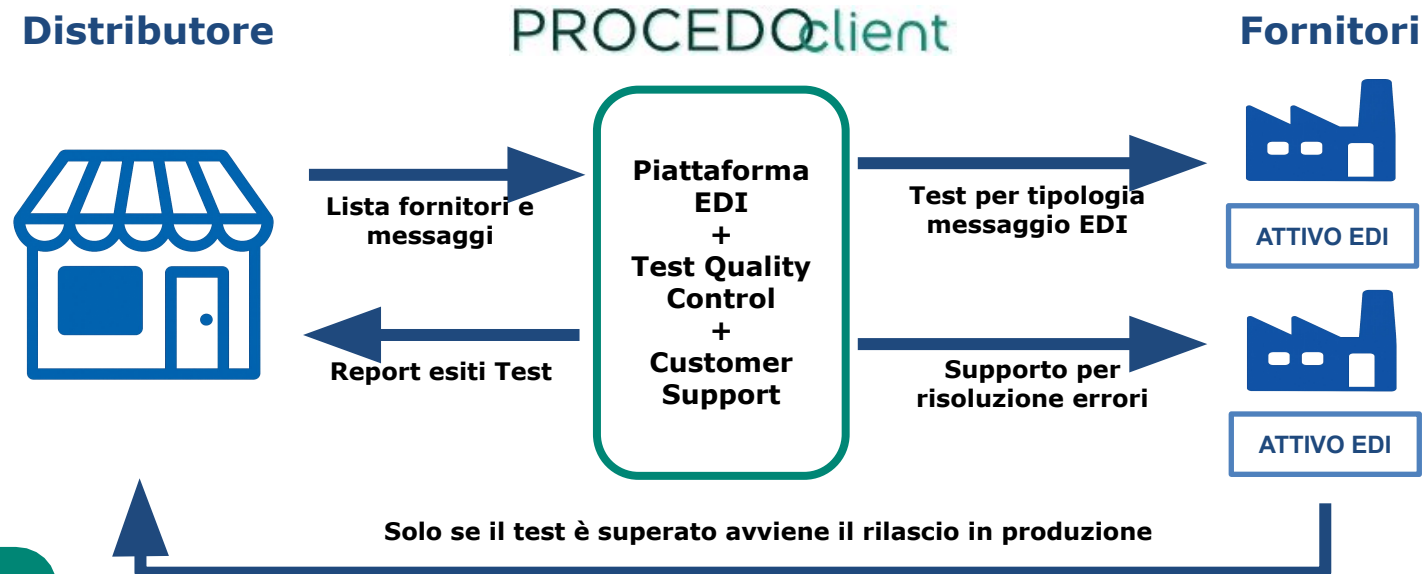 Distributore
PROCEDOclient
Fornitori
Lista fornitori e
messaggi
Report esiti Test
Piattaforma
EDI
+
Test Quality
Control
+
Customer
Support
Test per tipologia
messaggio EDI
Supporto per
risoluzione errori
ATTIVO EDI
ATTIVO EDI
Solo se il test è superato avviene il rilascio in produzione